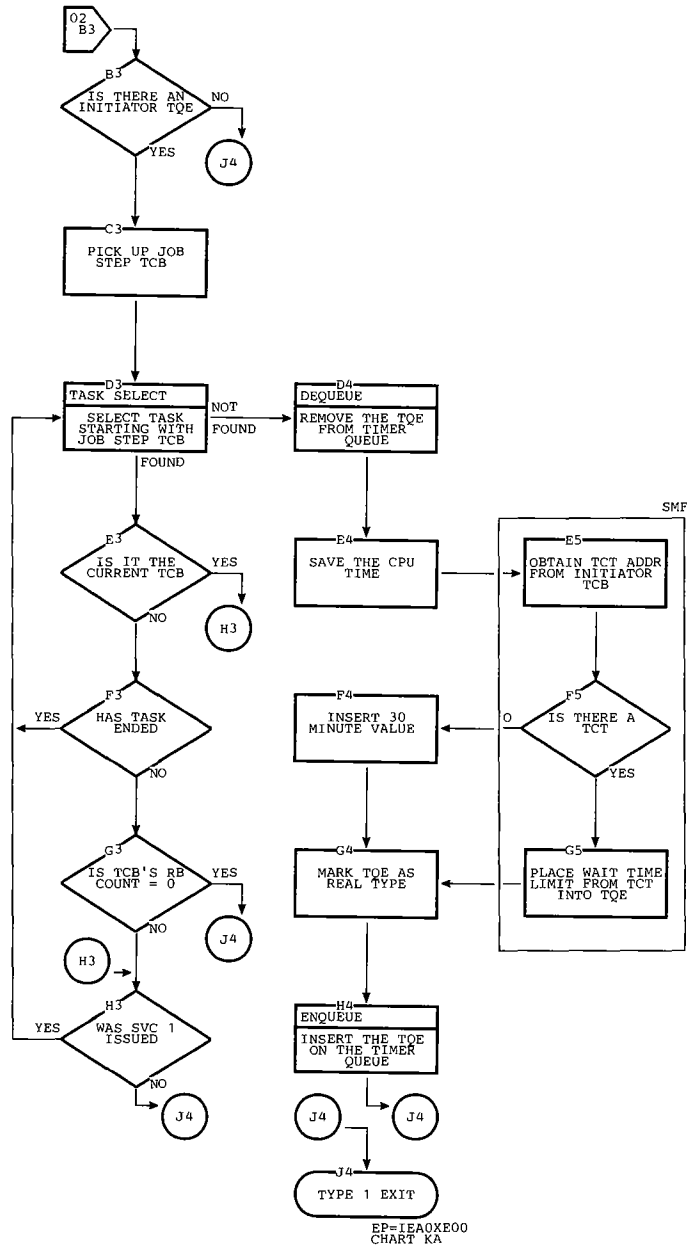 02
B3
B3
IS THERE AN
INITIATOR TQE
NO
J4
YES
C3
PICK UP JOB
STEP TCB
D3
TASK SELECT
SELECT TASK
STARTING WITH
JOB STEP TCB
NOT
FOUND
FOUND
D4
DEQUEUE
REMOVE THE TQE
FROM TIMER
QUEUE
E3
IS IT THE
CURRENT TCB
YES
H3
NO
E4
SAVE THE CPU
TIME
SMF
E5
OBTAIN TCT ADDR
FROM INITIATOR
TCB
F3
HAS TASK
ENDED
YES
NO
F4
INSERT 30
MINUTE VALUE
F5
IS THERE A
TCT
O
YES
G3
IS TCB'S RB
COUNT = 0
YES
J4
NO
G4
MARK TQE AS
REAL TYPE
G5
PLACE WAIT TIME
LIMIT FROM TCT
INTO TQE
H3
H3
WAS SVC 1
ISSUED
YES
NO
J4
H4
ENQUEUE
INSERT THE TQE
ON THE TIMER
QUEUE
J4
J4
J4
TYPE 1 EXIT
EP=IEA0XE00
CHART KA